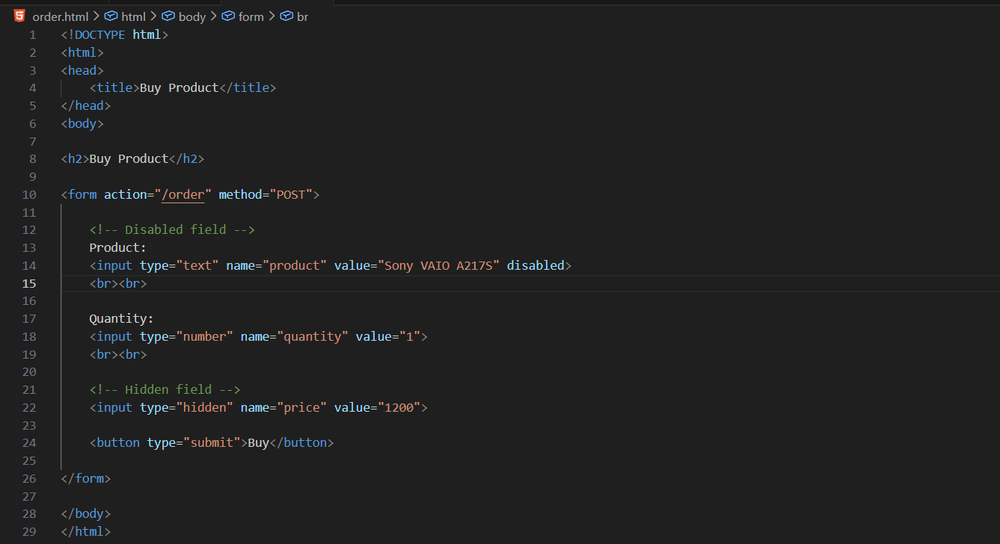 order.html > html > body > form > br
1 <!DOCTYPE html>
2 <html>
3 <head>
4     <title>Buy Product</title>
5 </head>
6 <body>
7
8 <h2>Buy Product</h2>
9
10 <form action="/order" method="POST">
11
12     <!-- Disabled field -->
13     Product:
14     <input type="text" name="product" value="Sony VAIO A217S" disabled>
15     <br><br>
16
17     Quantity:
18     <input type="number" name="quantity" value="1">
19     <br><br>
20
21     <!-- Hidden field -->
22     <input type="hidden" name="price" value="1200">
23
24     <button type="submit">Buy</button>
25
26 </form>
27
28 </body>
29 </html>